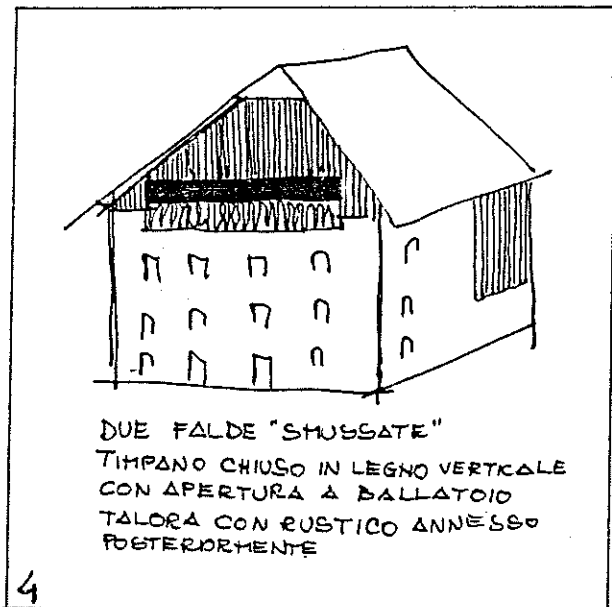 DUE FALDE "SMUSSATE"
TIMPANO CHIUSO IN LEGNO VERTICALE
CON APERTURA A BALLATOIO
TALORA CON RUSTICO ANNESSO
POSTERIORMENTE
4